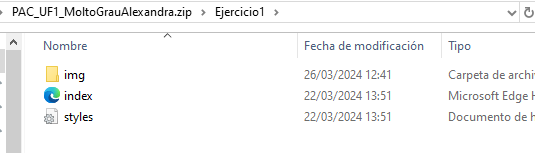 PAC_UF1_MoltoGrauAlexandra.zip > Ejercicio1 >
Nombre Fecha de modificación Tipo
img 26/03/2024 12:41 Carpeta de archi
index 22/03/2024 13:51 Microsoft Edge H
styles 22/03/2024 13:51 Documento de h